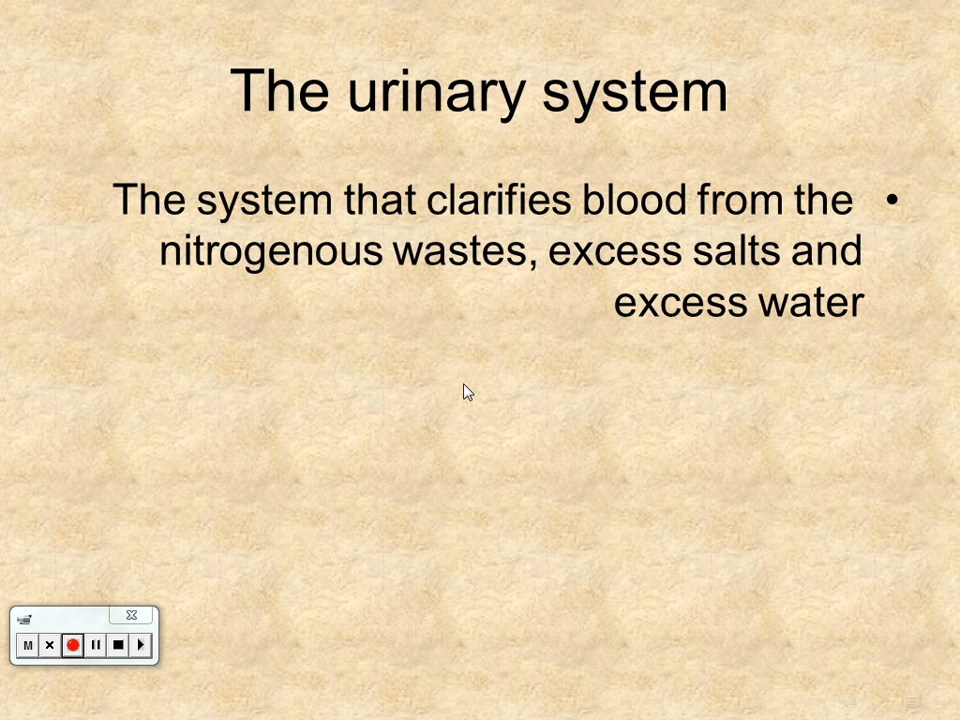 The urinary system
The system that clarifies blood from the •
nitrogenous wastes, excess salts and
excess water
M